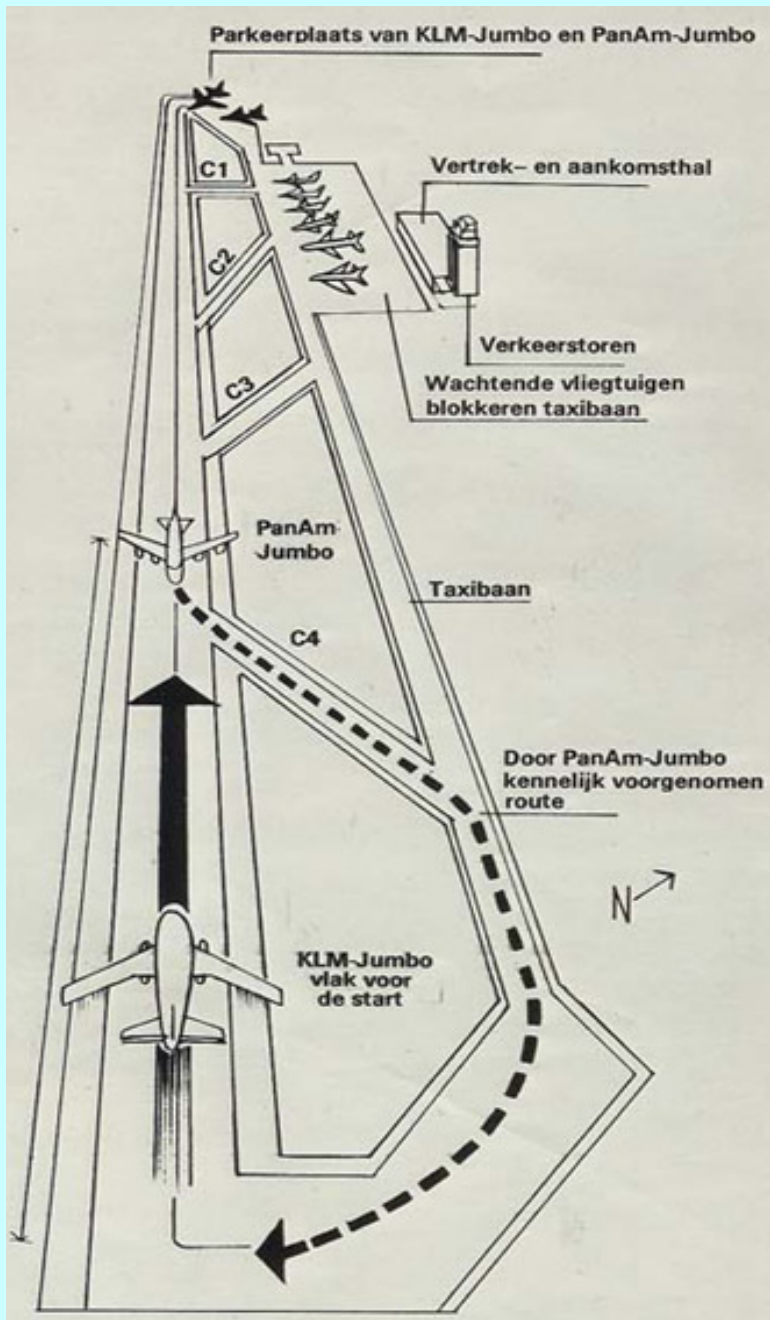 Parkeerplaats van KLM-Jumbo en PanAm-Jumbo
C1
Vertrek- en aankomsthal
C2
Verkeerstoren
C3
Wachtende vliegtuigen
blokkeren taxibaan
PanAm-
Jumbo
Taxibaan
C4
Door PanAm-Jumbo
kennelijk voorgenomen
route
N
KLM-Jumbo
vlak voor
de start